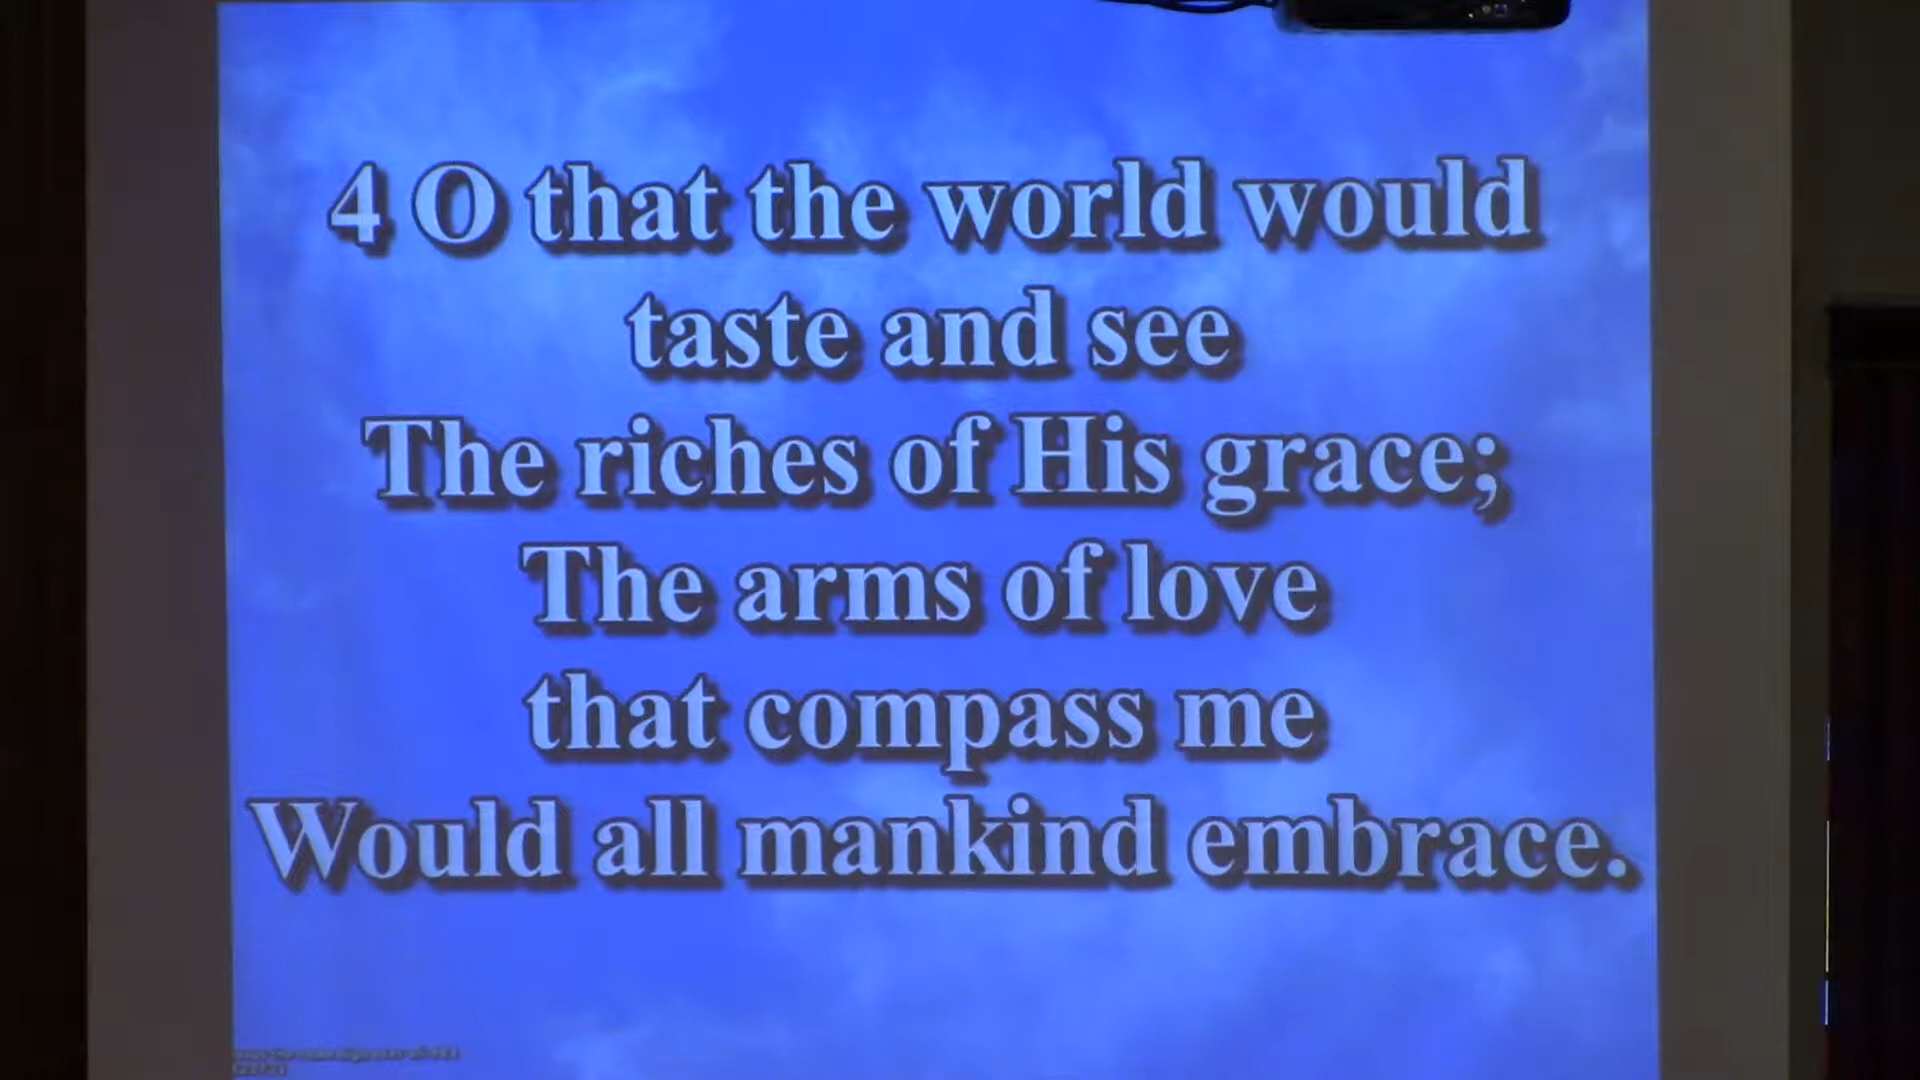 4 O that the world would
taste and see
The riches of His grace;
The arms of love
that compass me
Would all mankind embrace.